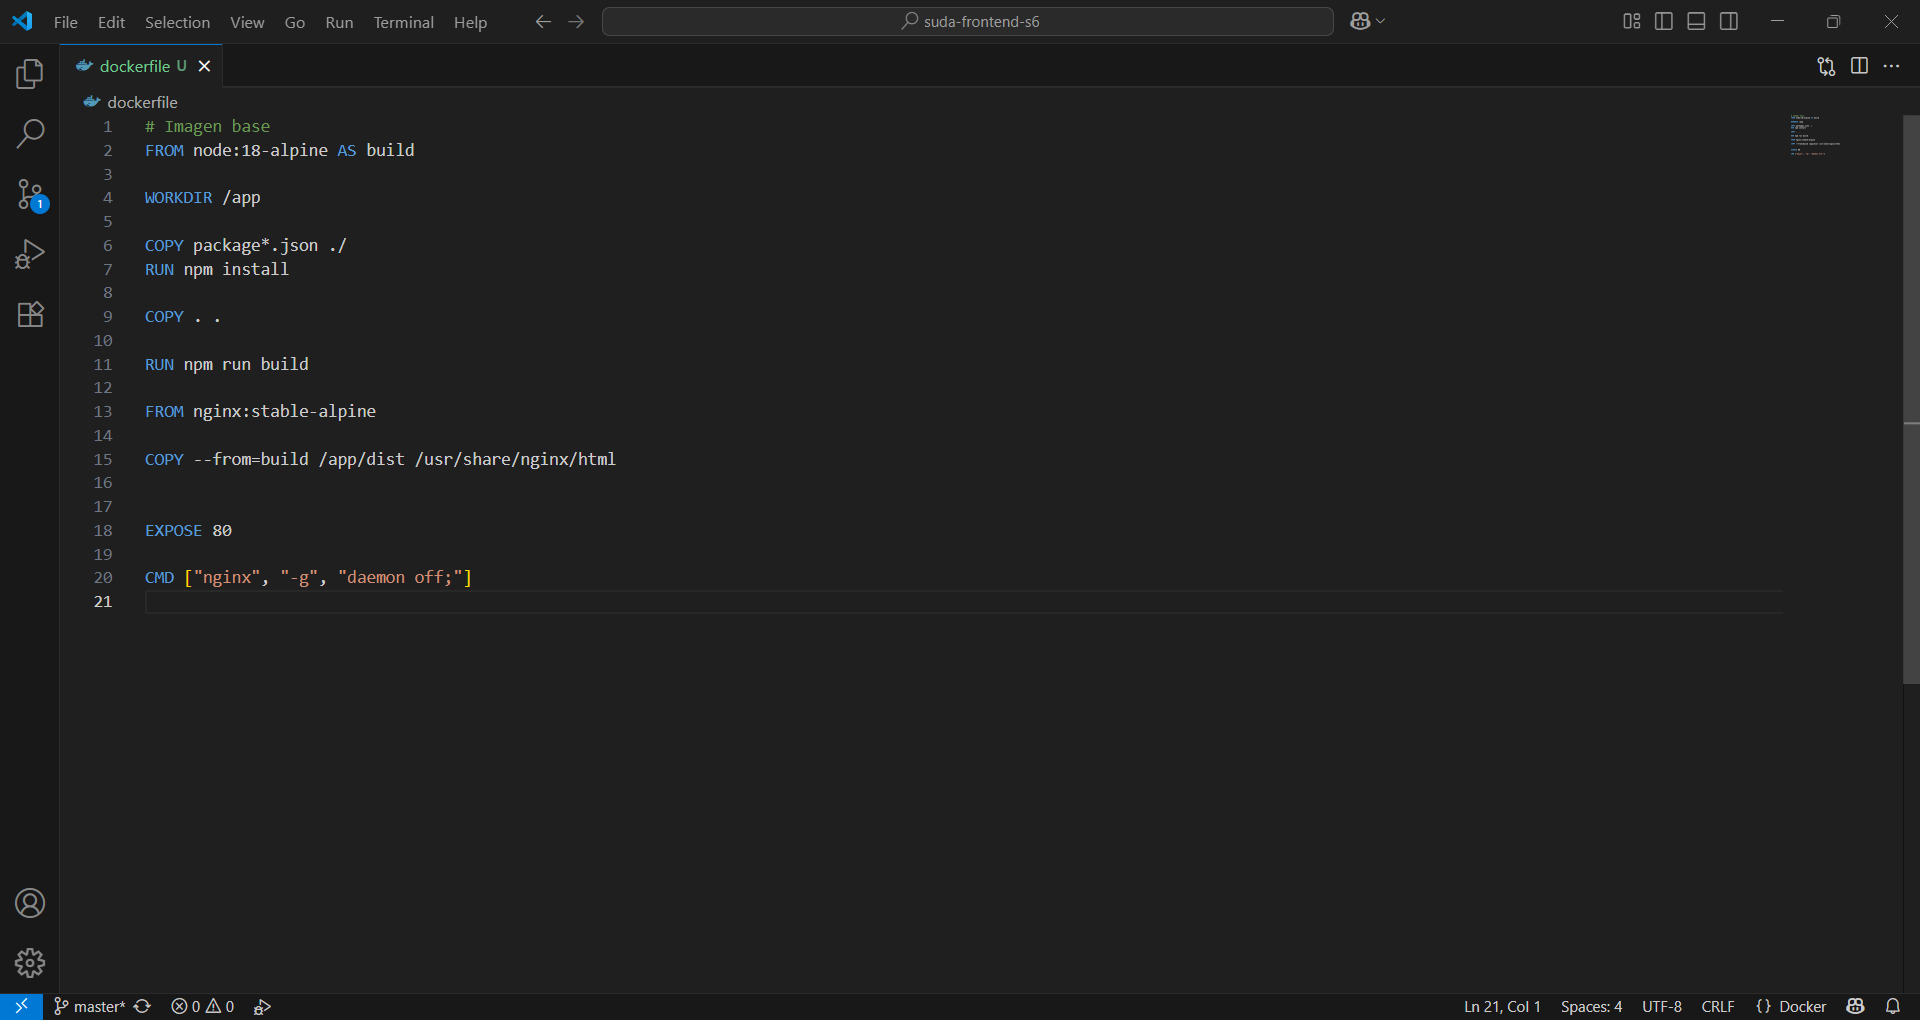 File Edit Selection View Go Run Terminal Help suda-frontend-s6
dockerfile U
dockerfile
1 # Imagen base
2 FROM node:18-alpine AS build
3
4 WORKDIR /app
5
6 COPY package*.json ./
7 RUN npm install
8
9 COPY . .
10
11 RUN npm run build
12
13 FROM nginx:stable-alpine
14
15 COPY --from=build /app/dist /usr/share/nginx/html
16
17
18 EXPOSE 80
19
20 CMD ["nginx", "-g", "daemon off;"]
21
1
master* 0 0 Ln 21, Col 1 Spaces: 4 UTF-8 CRLF {} Docker